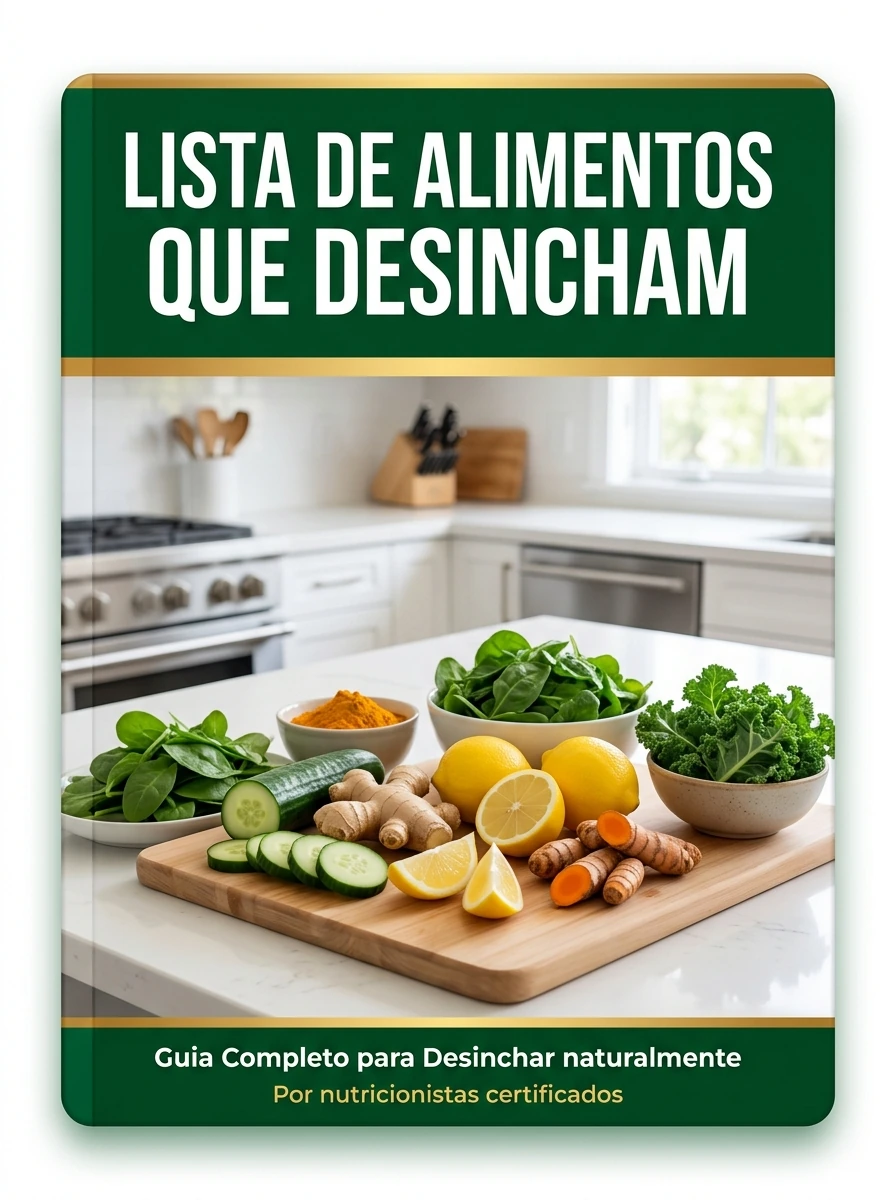 LISTA DE ALIMENTOS
QUE DESINCHAM
Guia Completo para Desinchar naturalmente
Por nutricionistas certificados